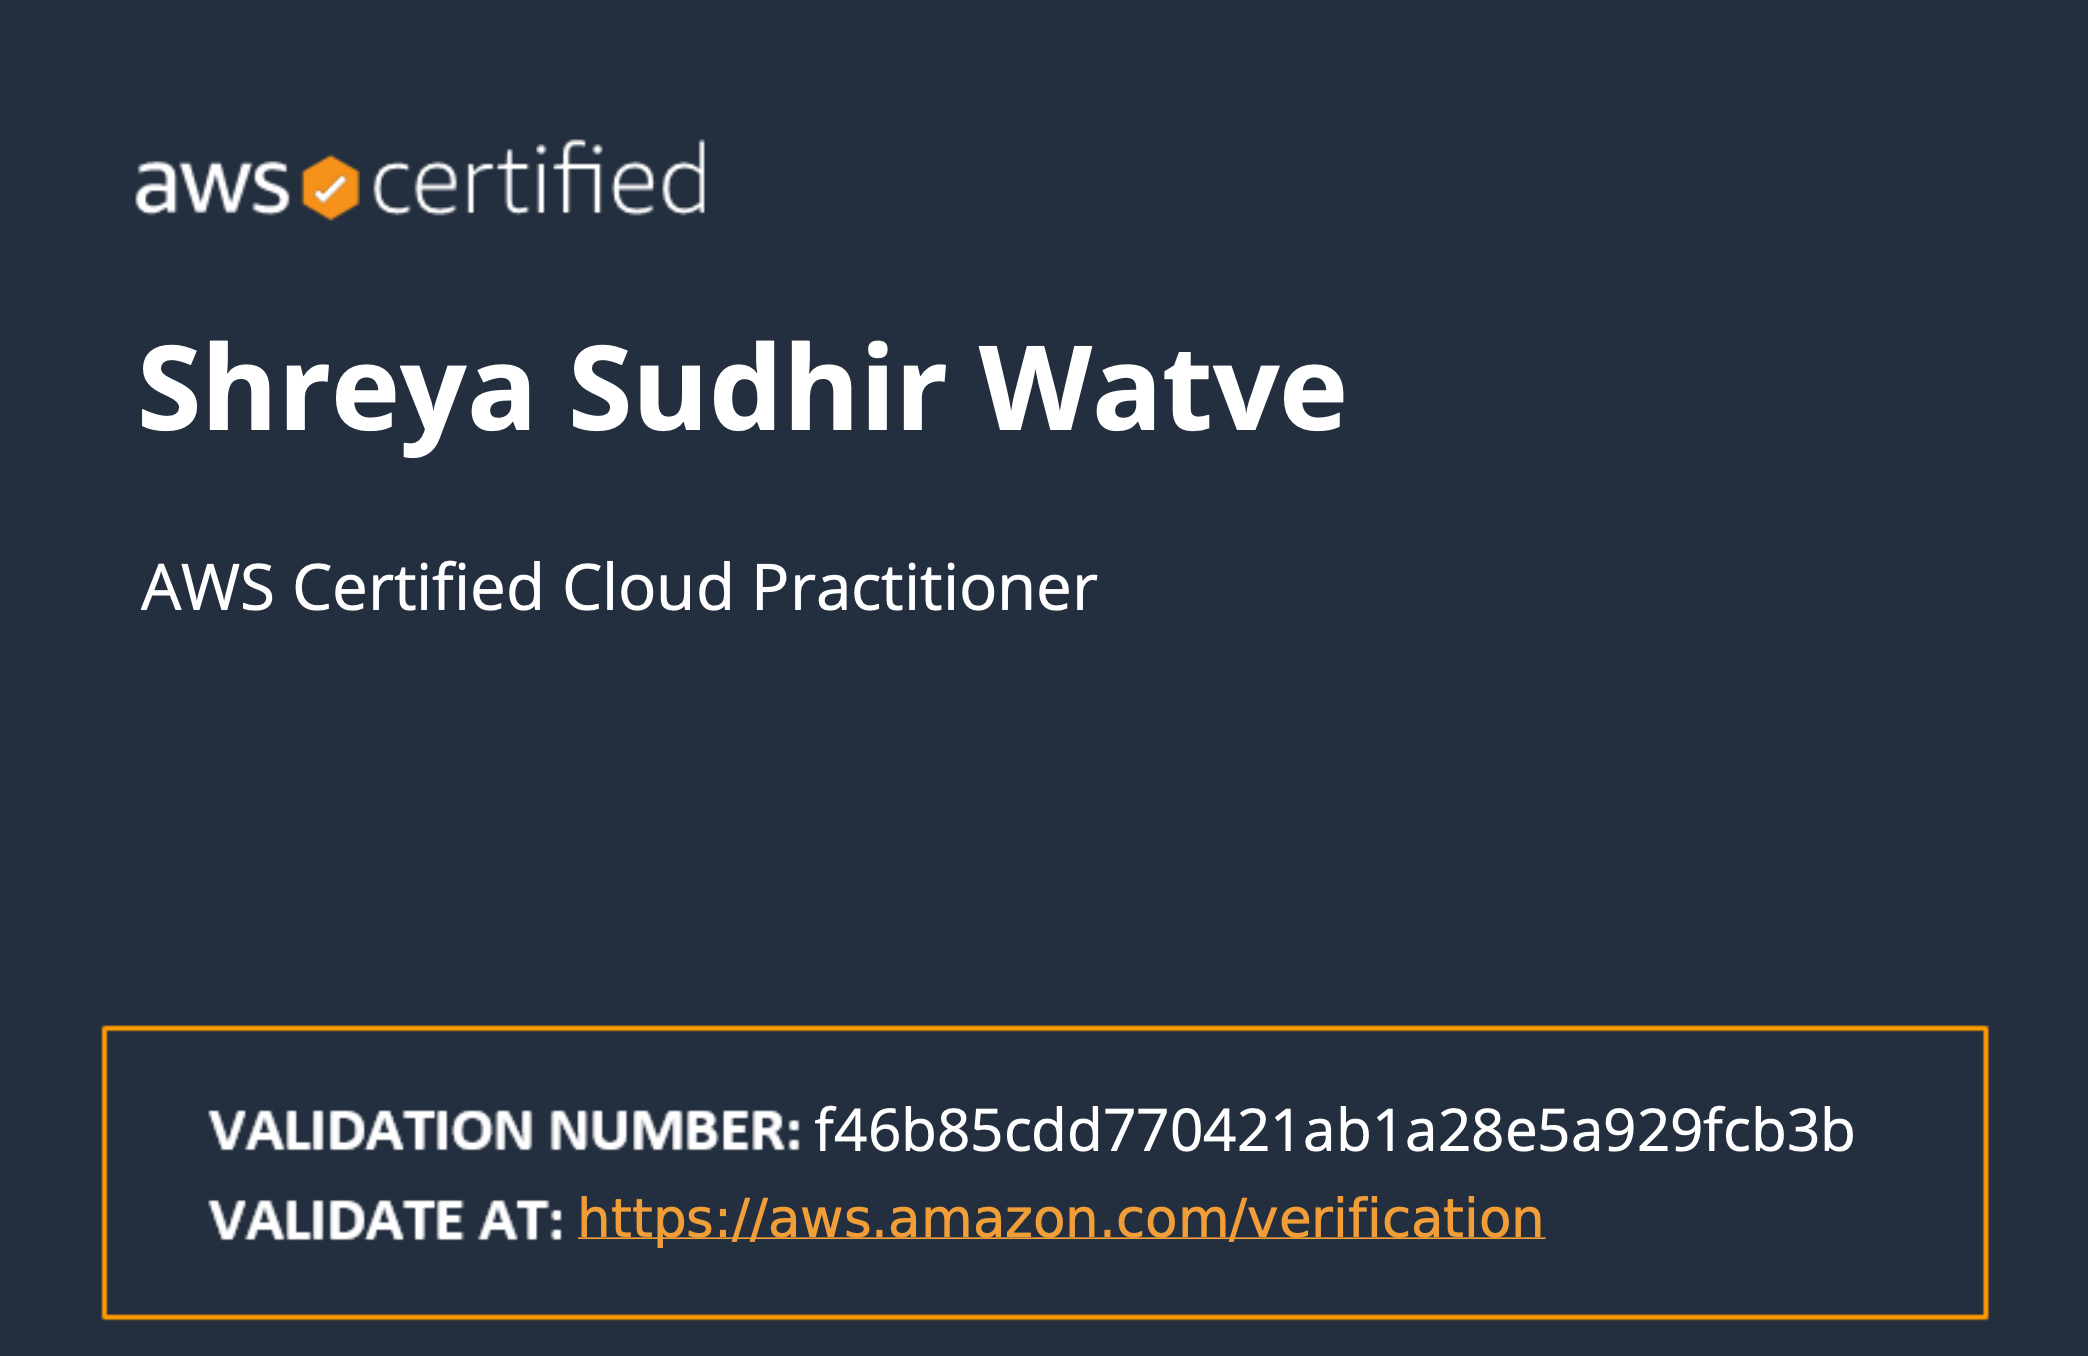 aws certified
Shreya Sudhir Watve
AWS Certified Cloud Practitioner
VALIDATION NUMBER: f46b85cdd770421ab1a28e5a929fcb3b
VALIDATE AT: https://aws.amazon.com/verification